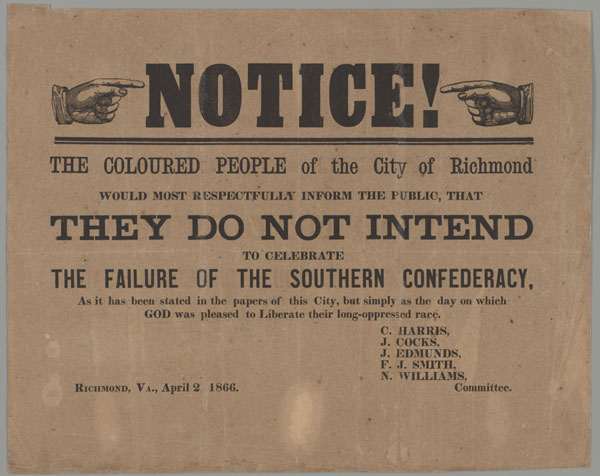 NOTICE!
THE COLOURED PEOPLE of the City of Richmond
WOULD MOST RESPECTFULLY INFORM THE PUBLIC, THAT
THEY DO NOT INTEND
TO CELEBRATE
THE FAILURE OF THE SOUTHERN CONFEDERACY,
As it has been stated in the papers of this City, but simply as the day on which
GOD was pleased to Liberate their long-oppressed race.
C. HARRIS,
J. COCKS,
J. EDMUNDS,
F. J. SMITH,
N. WILLIAMS,
RICHMOND, VA., April 2 1866. Committee.